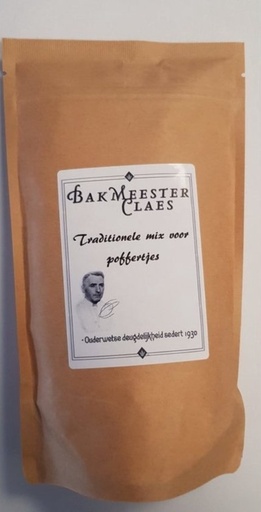 BAKMEESTER
CLAES
Traditionele mix voor
poffertjes
- Ouderwetse deugdelijkheid sedert 1930